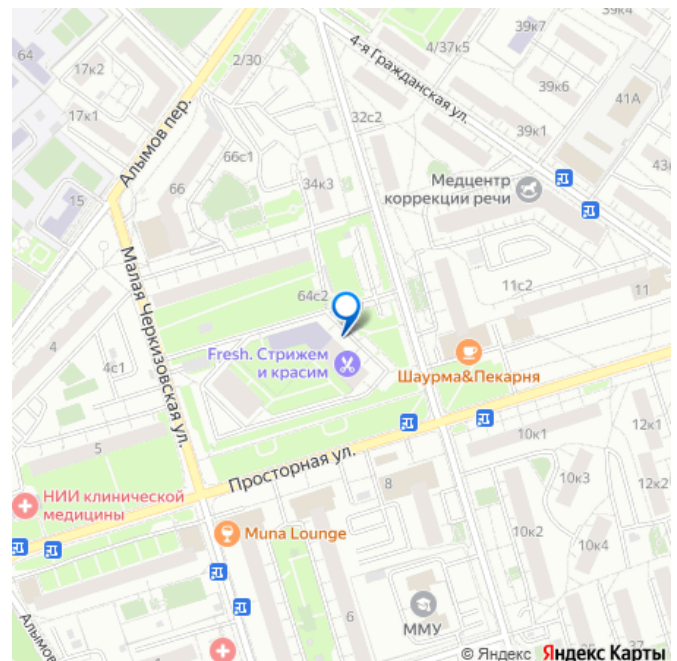 39к4
39к7
64
2/30
4/37к5
4-я Гражданская ул.
17к2
39к6
41А
17к1
Алымов пер.
32с2
39к1
66с1
43
66
34к3
Медцентр
коррекции речи
15
Малая Черкизовская ул.
11с2
11
64с2
4
4с1
Fresh. Стрижем
и красим
Шаурма&Пекарня
5
10к1
12к1
Просторная ул.
8
10к3
12к2
НИИ клинической
медицины
Muna Lounge
10к2
10к4
6
ММУ
Алымов
37
© Яндекс Яндекс Карты